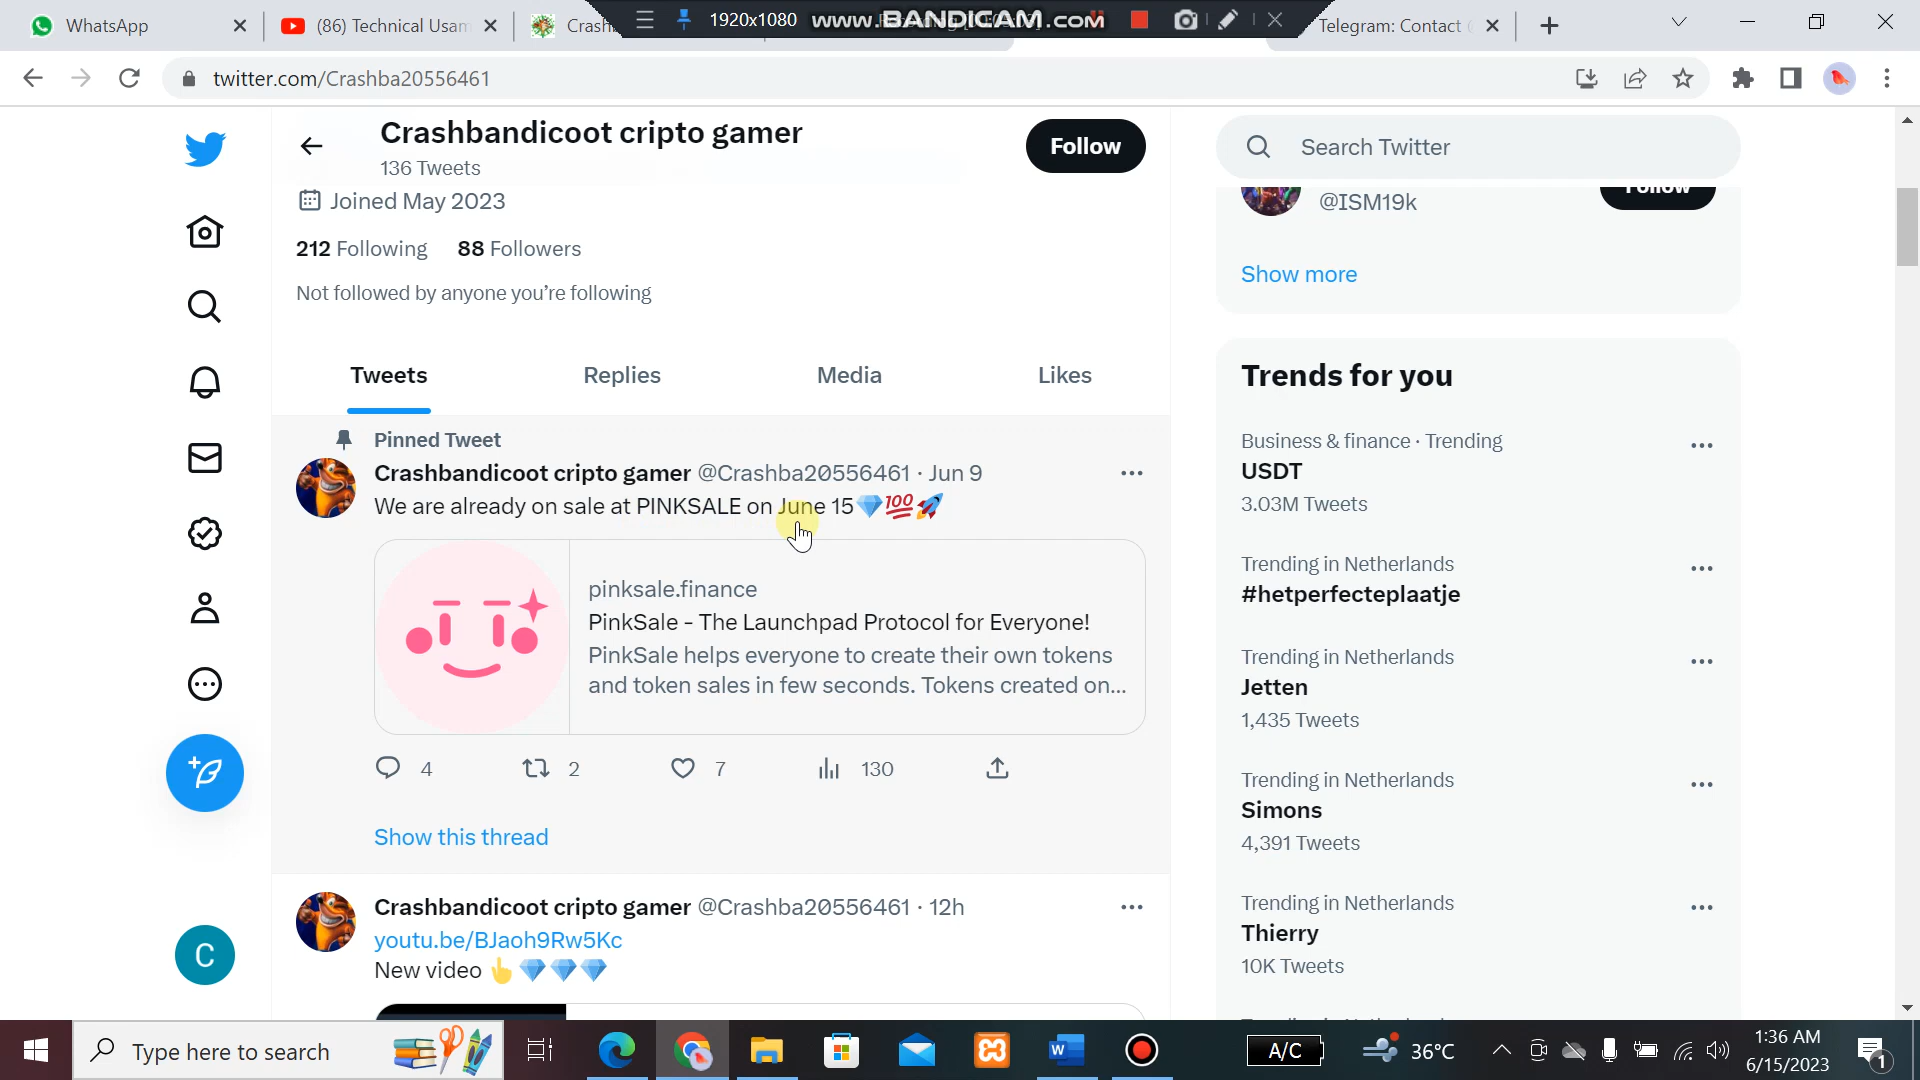 WhatsApp
(86) Technical Usam
Crash
1920x1080
www.BANDICAM.com
Telegram: Contact
twitter.com/Crashba20556461
Crashbandicoot cripto gamer
136 Tweets
Follow
Search Twitter
Joined May 2023
212 Following 88 Followers
Not followed by anyone you're following
@ISM19k
Follow
Show more
Tweets
Replies
Media
Likes
Pinned Tweet
Crashbandicoot cripto gamer @Crashba20556461 · Jun 9
We are already on sale at PINKSALE on June 15💎💯🚀
pinksale.finance
PinkSale - The Launchpad Protocol for Everyone!
PinkSale helps everyone to create their own tokens
and token sales in few seconds. Tokens created on...
4
2
7
130
Show this thread
Crashbandicoot cripto gamer @Crashba20556461 · 12h
youtu.be/BJaoh9Rw5Kc
New video 👆💎💎💎
Trends for you
Business & finance · Trending
USDT
3.03M Tweets
Trending in Netherlands
#hetperfecteplaatje
Trending in Netherlands
Jetten
1,435 Tweets
Trending in Netherlands
Simons
4,391 Tweets
Trending in Netherlands
Thierry
10K Tweets
C
Type here to search
A/C
36°C
1:36 AM
6/15/2023
1